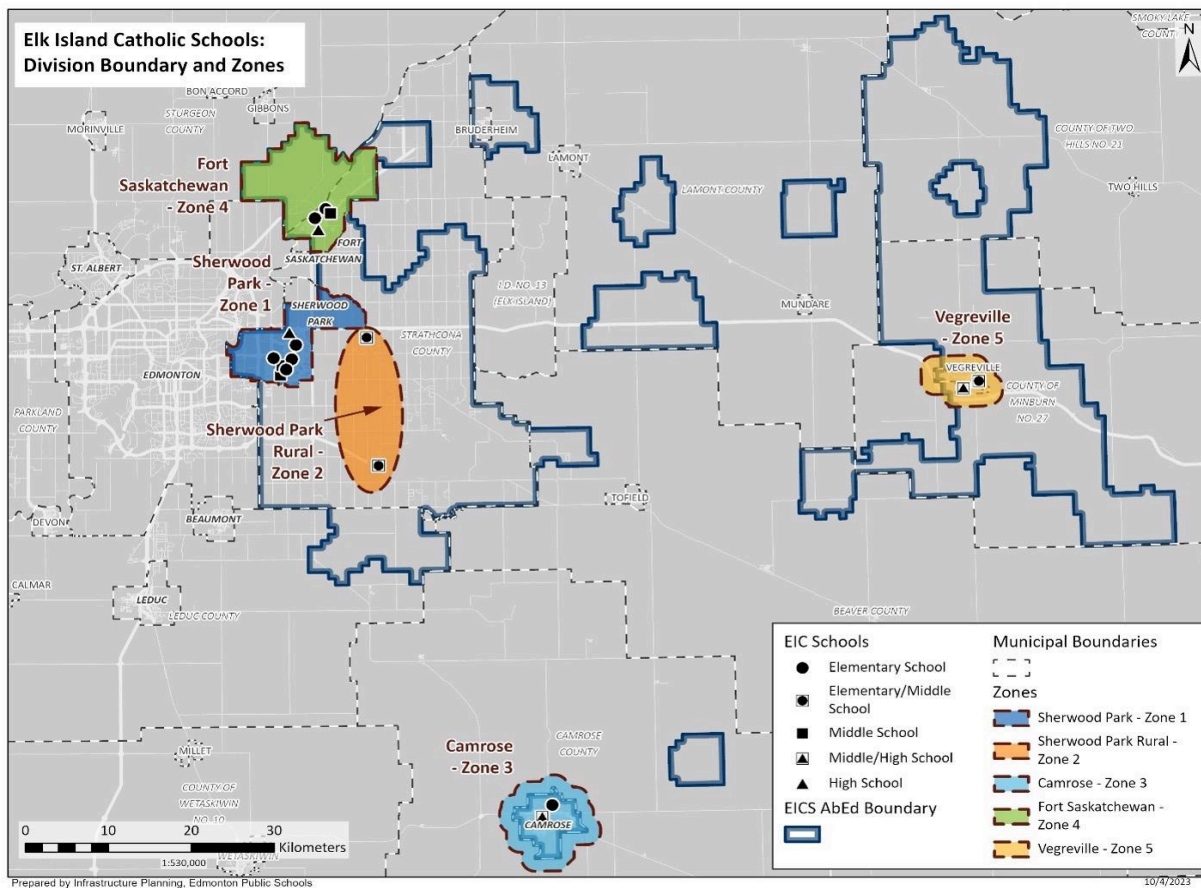 Elk Island Catholic Schools:
Division Boundary and Zones
SMOKY LAKE
COUNTY
N
BON ACCORD
GIBBONS
STURGEON
COUNTY
MORINVILLE
BRUDERHEIM
LAMONT
COUNTY OF TWO
HILLS NO. 21
TWO HILLS
LAMONT COUNTY
Fort
Saskatchewan
- Zone 4
FORT
SASKATCHEWAN
ST. ALBERT
Sherwood
Park -
Zone 1
SHERWOOD
PARK
I.D. NO. 13
(ELK ISLAND)
MUNDARE
STRATHCONA
COUNTY
Vegreville
- Zone 5
VEGREVILLE
EDMONTON
COUNTY OF
MINBURN
NO. 27
PARKLAND
COUNTY
Sherwood Park
Rural -
Zone 2
TOFIELD
DEVON
BEAUMONT
CALMAR
LEDUC
LEDUC COUNTY
BEAVER COUNTY
MILLET
COUNTY OF
WETASKIWIN
NO. 10
WETASKIWIN
Camrose
- Zone 3
CAMROSE
COUNTY
CAMROSE
EIC Schools
Elementary School
Elementary/Middle
School
Middle School
Middle/High School
High School
EICS AbEd Boundary
Municipal Boundaries
Zones
Sherwood Park - Zone 1
Sherwood Park Rural -
Zone 2
Camrose - Zone 3
Fort Saskatchewan -
Zone 4
Vegreville - Zone 5
0 10 20 30
Kilometers
1:530,000
Prepared by Infrastructure Planning, Edmonton Public Schools
10/4/2023